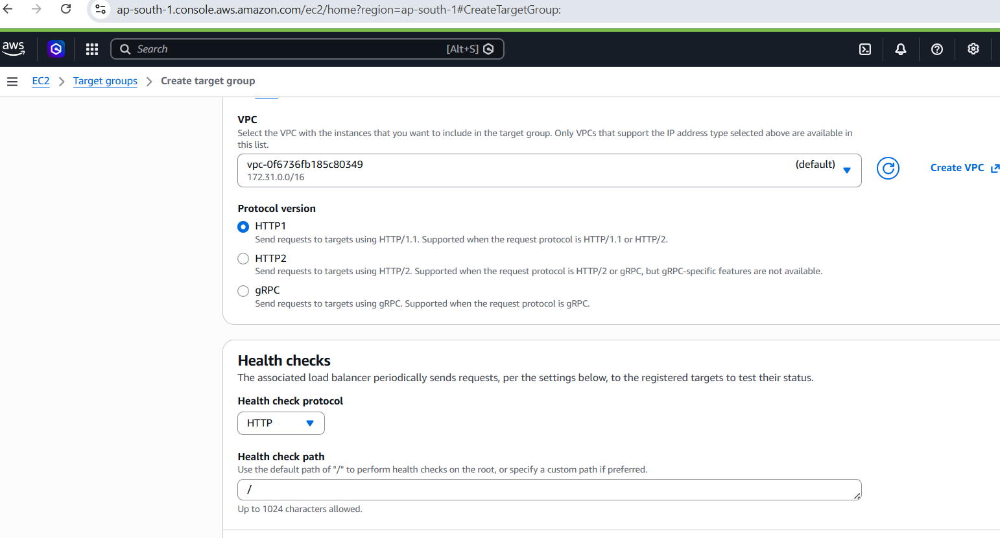 ap-south-1.console.aws.amazon.com/ec2/home?region=ap-south-1#CreateTargetGroup:
aws
Search [Alt+S]
EC2 Target groups Create target group
VPC
Select the VPC with the instances that you want to include in the target group. Only VPCs that support the IP address type selected above are available in
this list.
vpc-0f6736fb185c80349 (default)
172.31.0.0/16
Create VPC
Protocol version
HTTP1
Send requests to targets using HTTP/1.1. Supported when the request protocol is HTTP/1.1 or HTTP/2.
HTTP2
Send requests to targets using HTTP/2. Supported when the request protocol is HTTP/2 or gRPC, but gRPC-specific features are not available.
gRPC
Send requests to targets using gRPC. Supported when the request protocol is gRPC.
Health checks
The associated load balancer periodically sends requests, per the settings below, to the registered targets to test their status.
Health check protocol
HTTP
Health check path
Use the default path of "/" to perform health checks on the root, or specify a custom path if preferred.
/
Up to 1024 characters allowed.